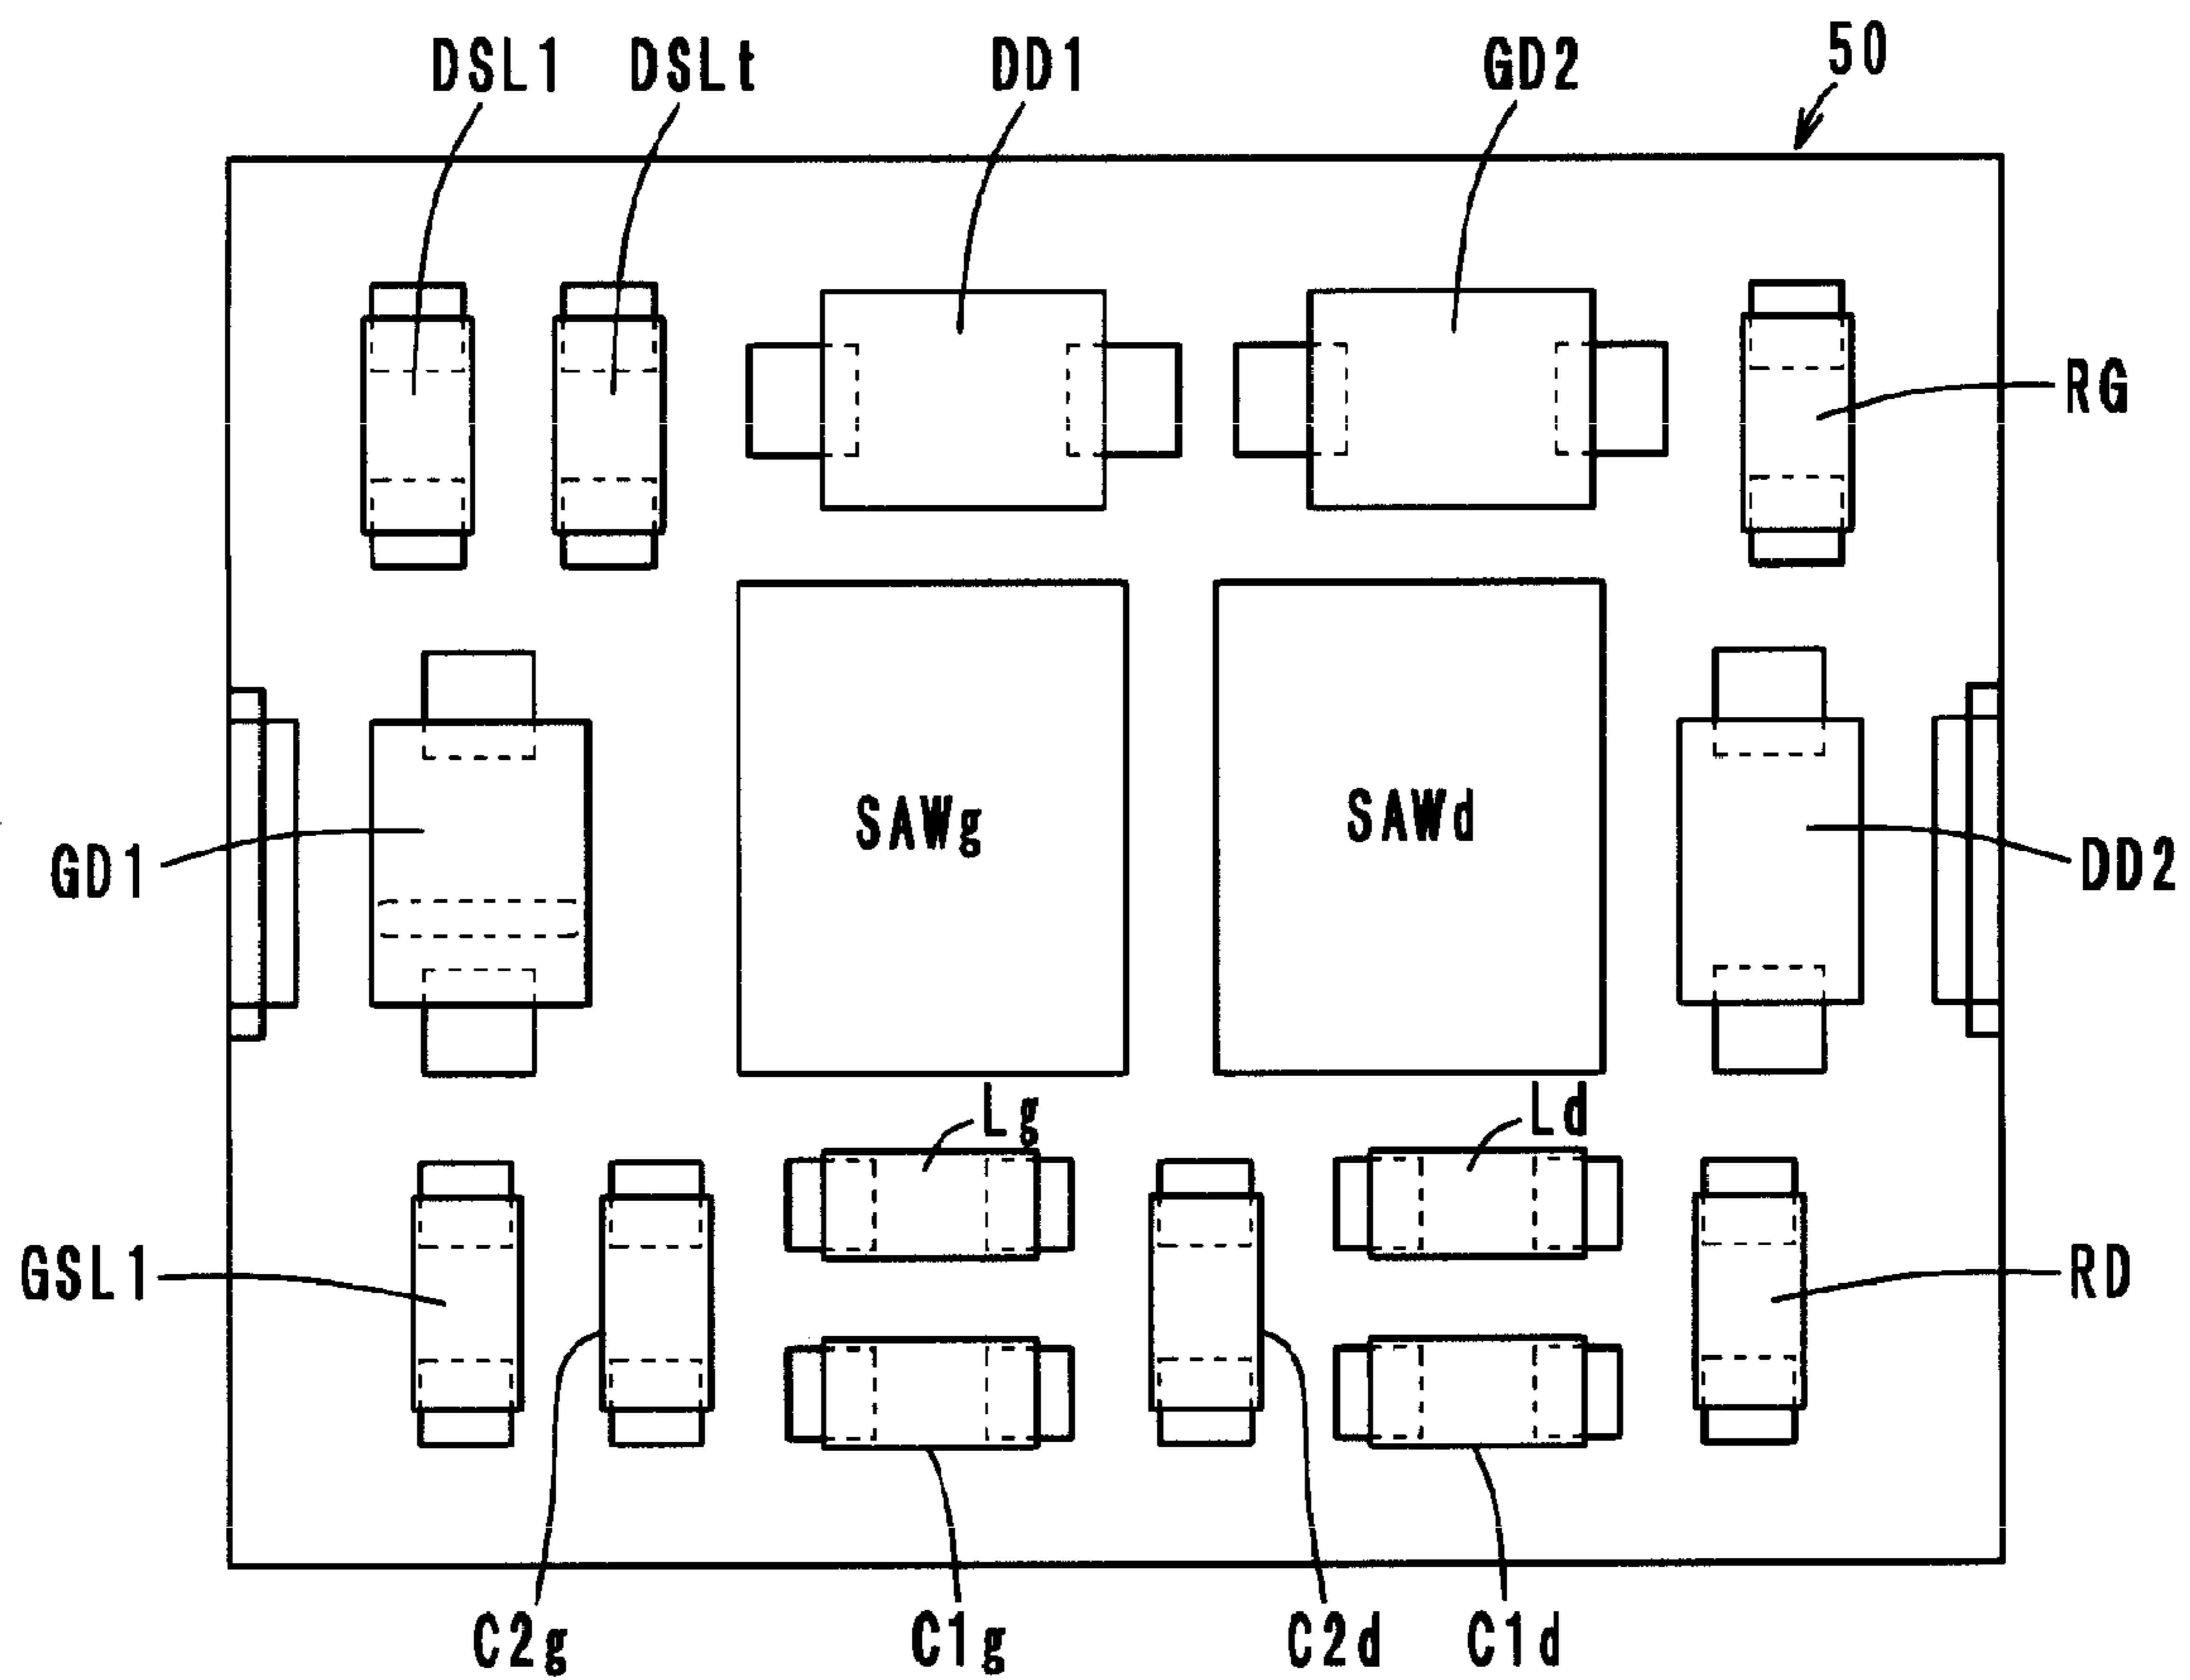 DSL1 DSLt DD1 GD2 50
RG
SAWg SAWd
GD1 DD2
Lg Ld
GSL1 RD
C2g C1g C2d C1d